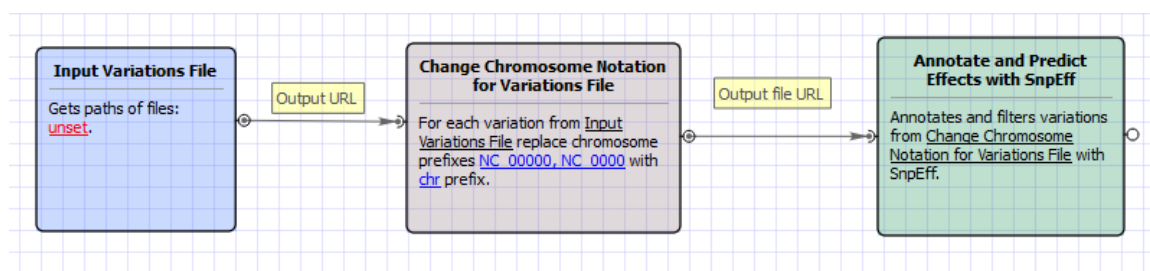 Input Variations File
Gets paths of files:
unset.
Output URL
Change Chromosome Notation
for Variations File
For each variation from Input
Variations File replace chromosome
prefixes NC_00000, NC_0000 with
chr prefix.
Output file URL
Annotate and Predict
Effects with SnpEff
Annotates and filters variations
from Change Chromosome
Notation for Variations File with
SnpEff.